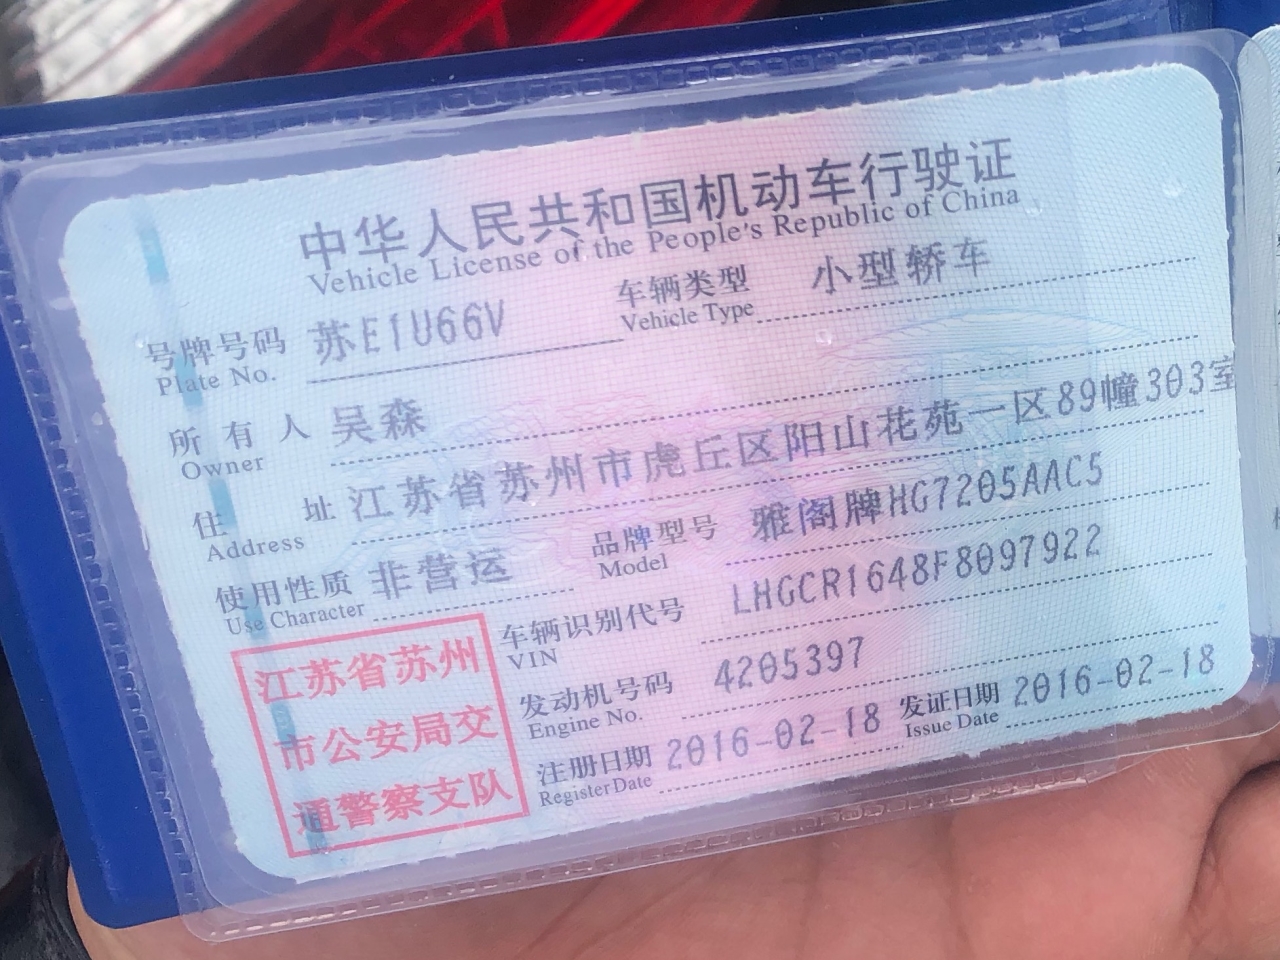 中华人民共和国机动车行驶证
Vehicle License of the People's Republic of China
号牌号码 苏E1U66V 车辆类型 小型轿车
Plate No. Vehicle Type
所有人 吴森
Owner
住址 江苏省苏州市虎丘区阳山花苑一区89幢303室
Address
使用性质 非营运 品牌型号 雅阁牌HG7205AAC5
Use Character Model
江苏省苏州
市公安局交
通警察支队
车辆识别代号 LHGCR1648F8097922
VIN
发动机号码 4205397
Engine No.
注册日期 2016-02-18 发证日期 2016-02-18
Register Date Issue Date